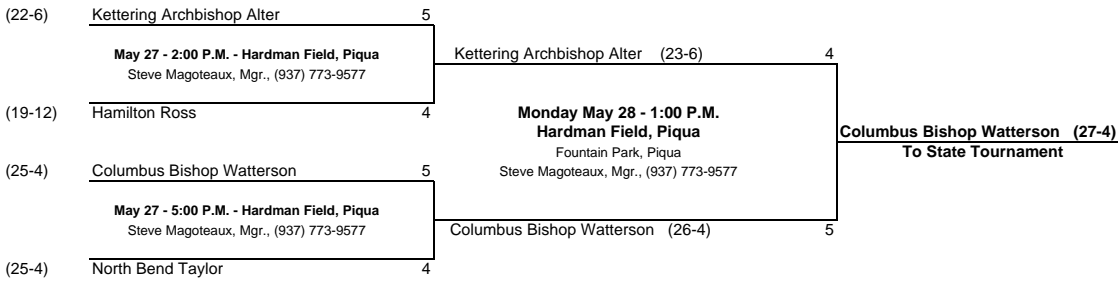 (22-6) Kettering Archbishop Alter 5
May 27 - 2:00 P.M. - Hardman Field, Piqua
Steve Magoteaux, Mgr., (937) 773-9577
(19-12) Hamilton Ross 4
Kettering Archbishop Alter (23-6) 4
Monday May 28 - 1:00 P.M.
Hardman Field, Piqua
Fountain Park, Piqua
Steve Magoteaux, Mgr., (937) 773-9577
Columbus Bishop Watterson (27-4)
To State Tournament
(25-4) Columbus Bishop Watterson 5
May 27 - 5:00 P.M. - Hardman Field, Piqua
Steve Magoteaux, Mgr., (937) 773-9577
Columbus Bishop Watterson (26-4) 5
(25-4) North Bend Taylor 4